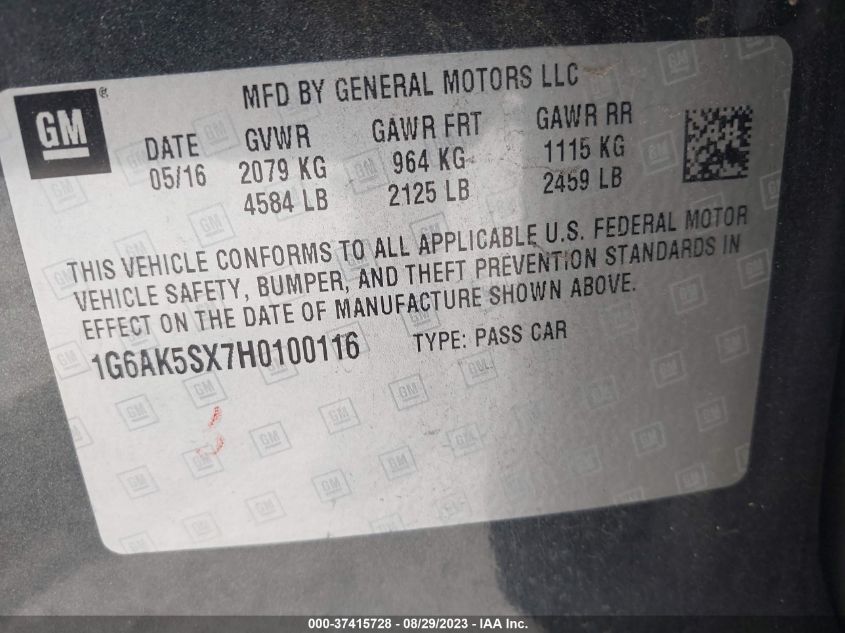 GM ®
MFD BY GENERAL MOTORS LLC
DATE GVWR GAWR FRT GAWR RR
05/16 2079 KG 964 KG 1115 KG
4584 LB 2125 LB 2459 LB
THIS VEHICLE CONFORMS TO ALL APPLICABLE U.S. FEDERAL MOTOR
VEHICLE SAFETY, BUMPER, AND THEFT PREVENTION STANDARDS IN
EFFECT ON THE DATE OF MANUFACTURE SHOWN ABOVE.
1G6AK5SX7H0100116 TYPE: PASS CAR
000-37415728 - 08/29/2023 - IAA Inc.